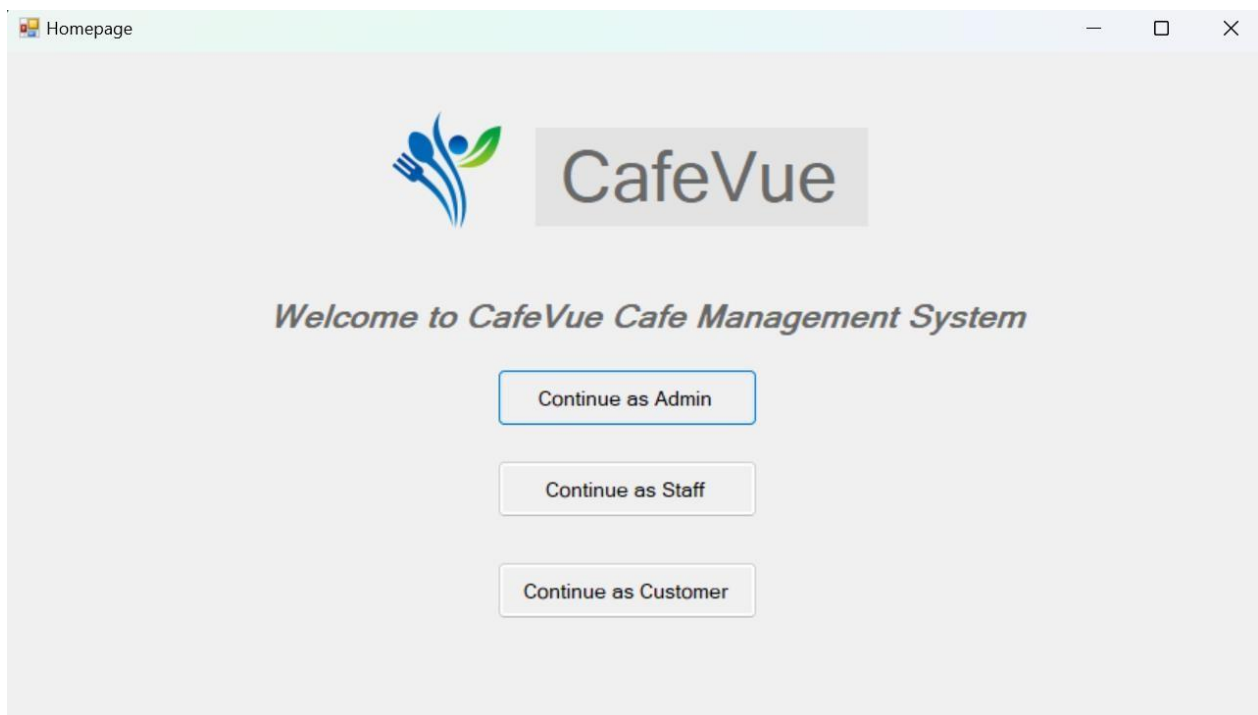 Homepage
CafeVue
Welcome to CafeVue Cafe Management System
Continue as Admin
Continue as Staff
Continue as Customer